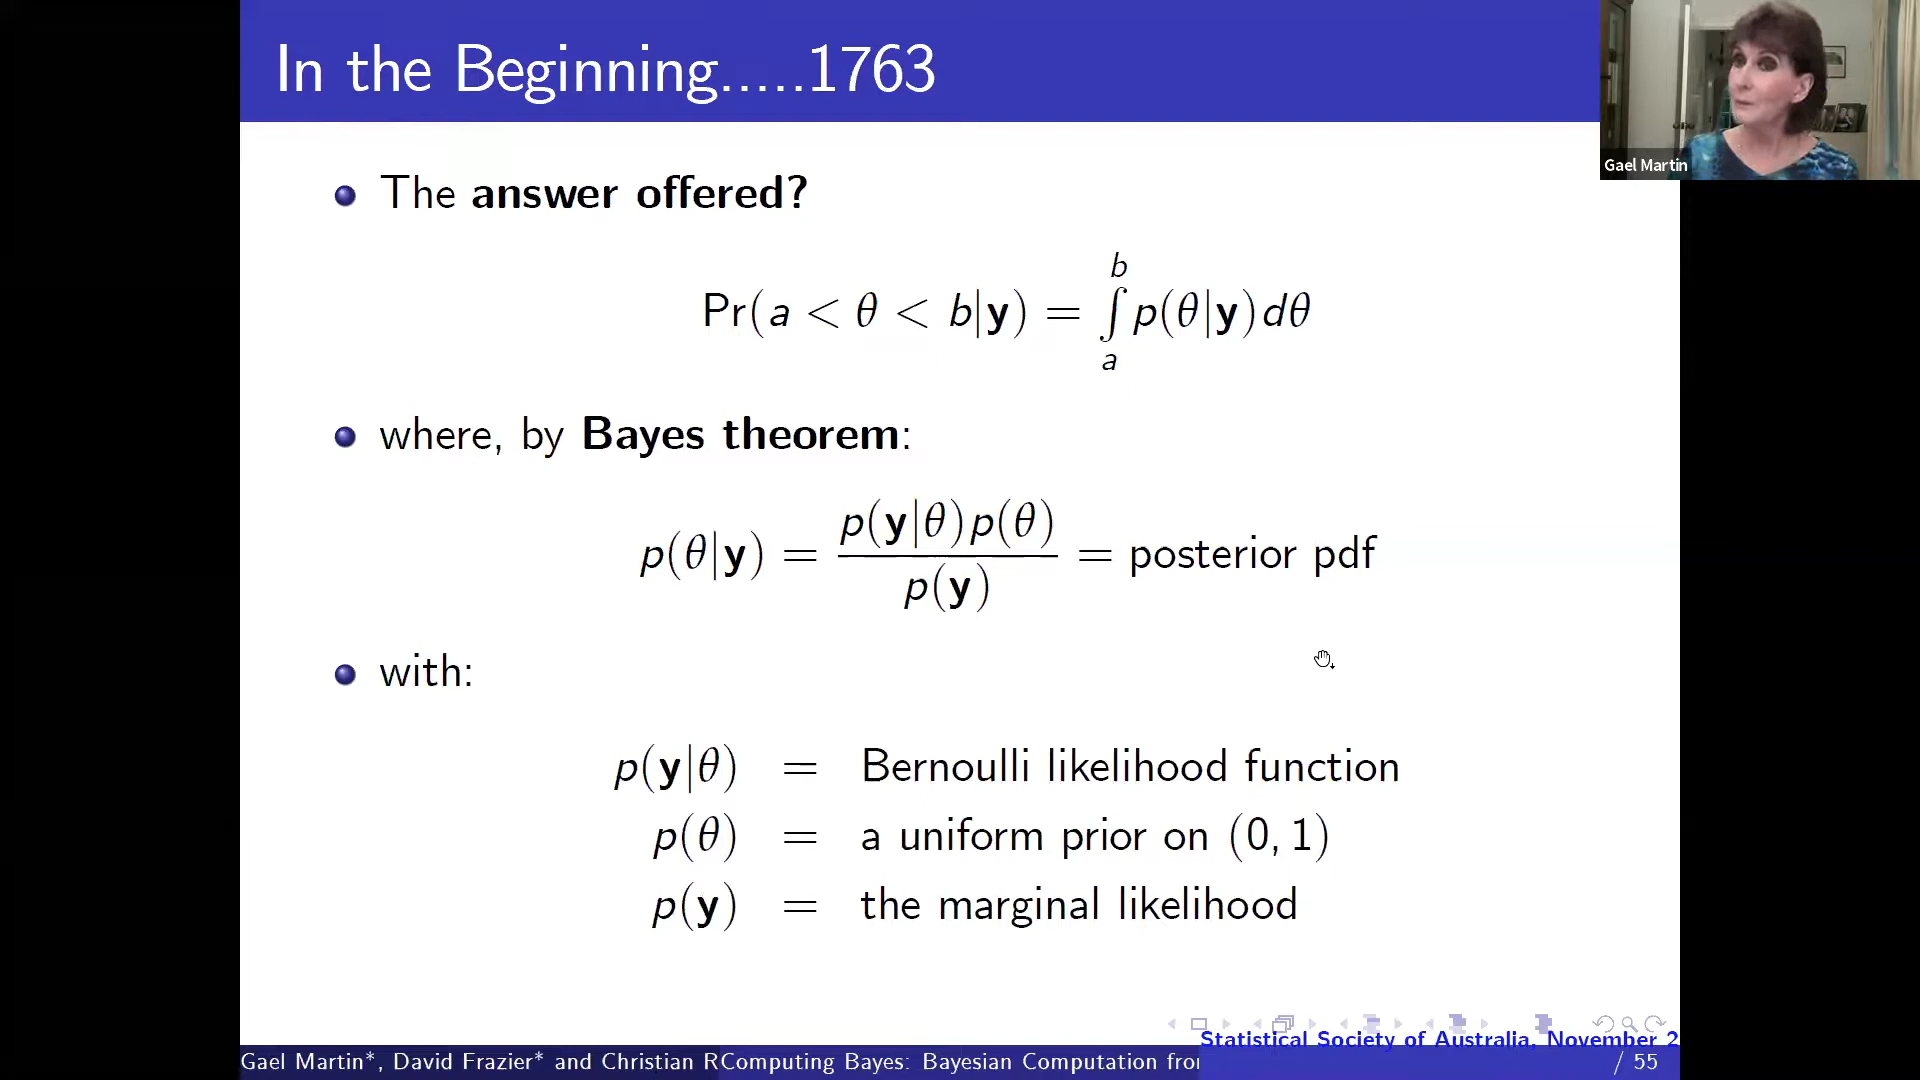 In the Beginning.....1763
Gael Martin
The answer offered?
Pr(a < θ < b|y) = ∫_a^b p(θ|y)dθ
where, by Bayes theorem:
p(θ|y) = p(y|θ)p(θ) / p(y) = posterior pdf
with:
p(y|θ) = Bernoulli likelihood function
p(θ) = a uniform prior on (0, 1)
p(y) = the marginal likelihood
Statistical Society of Australia, November 2
Gael Martin*, David Frazier* and Christian RComputing Bayes: Bayesian Computation from
/ 55